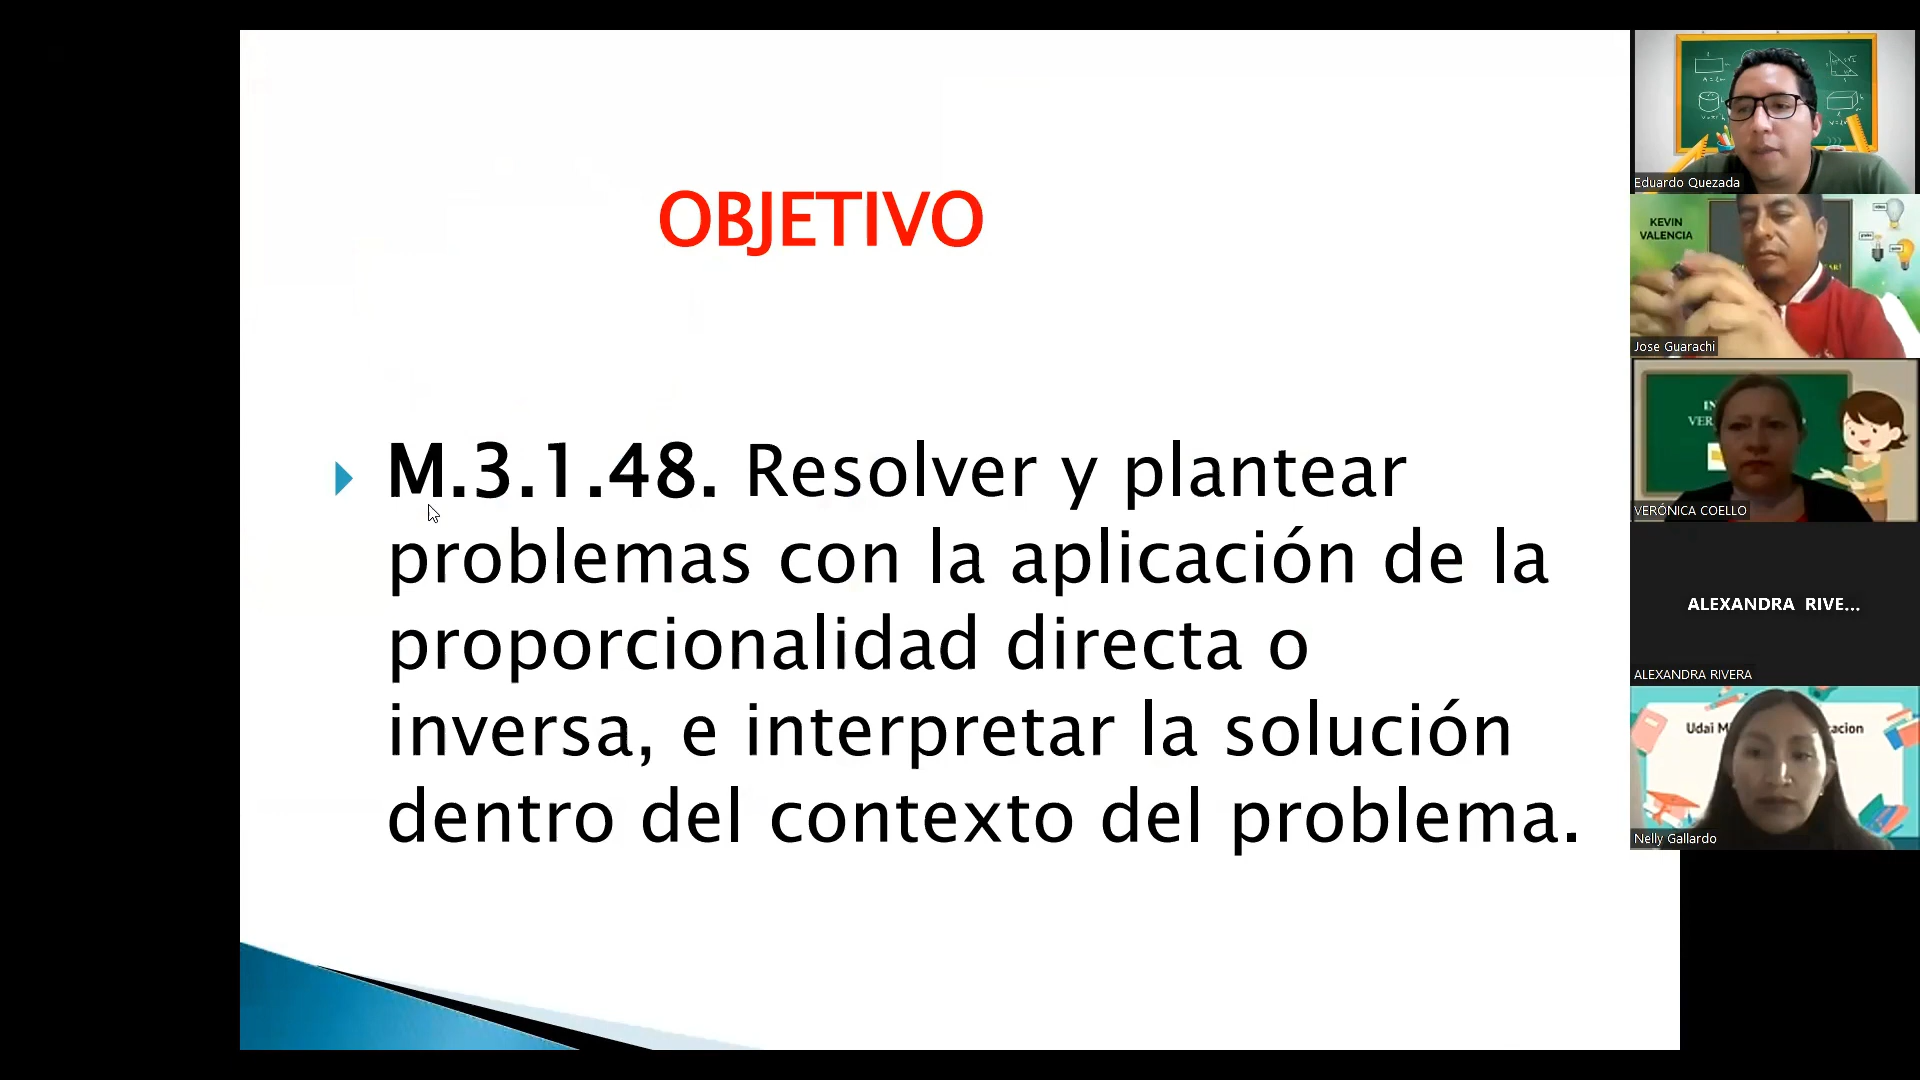 OBJETIVO
M.3.1.48. Resolver y plantear
problemas con la aplicación de la
proporcionalidad directa o
inversa, e interpretar la solución
dentro del contexto del problema.
Eduardo Quezada
KEVIN
VALENCIA
Jose Guarachi
VERÓNICA COELLO
ALEXANDRA RIVE...
ALEXANDRA RIVERA
Udai M
Nelly Gallardo